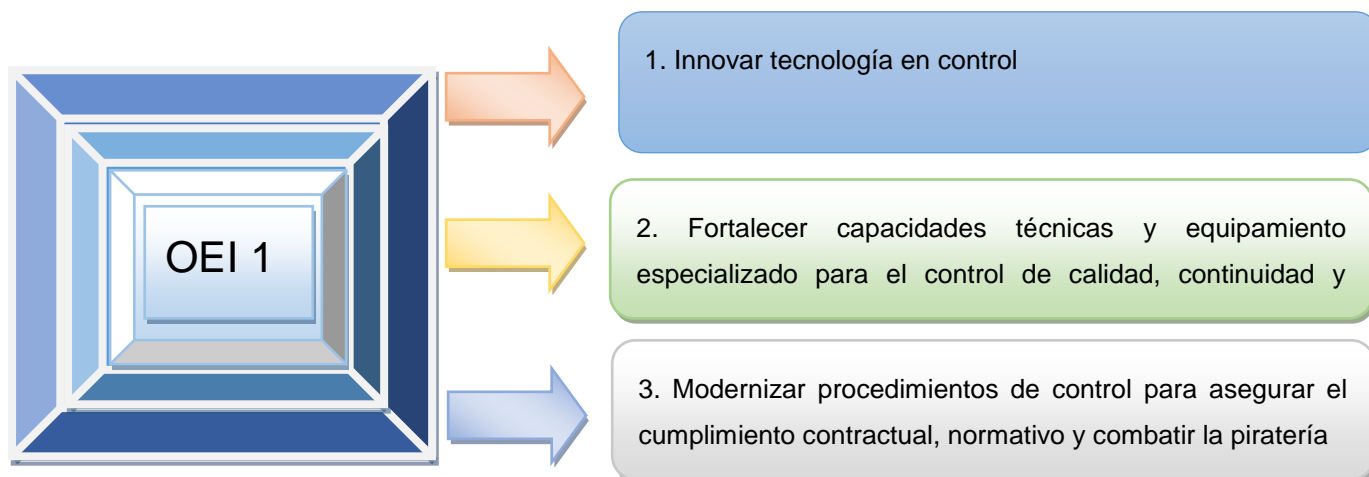 OEI 1
1. Innovar tecnología en control
2. Fortalecer capacidades técnicas y equipamiento
especializado para el control de calidad, continuidad y
3. Modernizar procedimientos de control para asegurar el
cumplimiento contractual, normativo y combatir la piratería